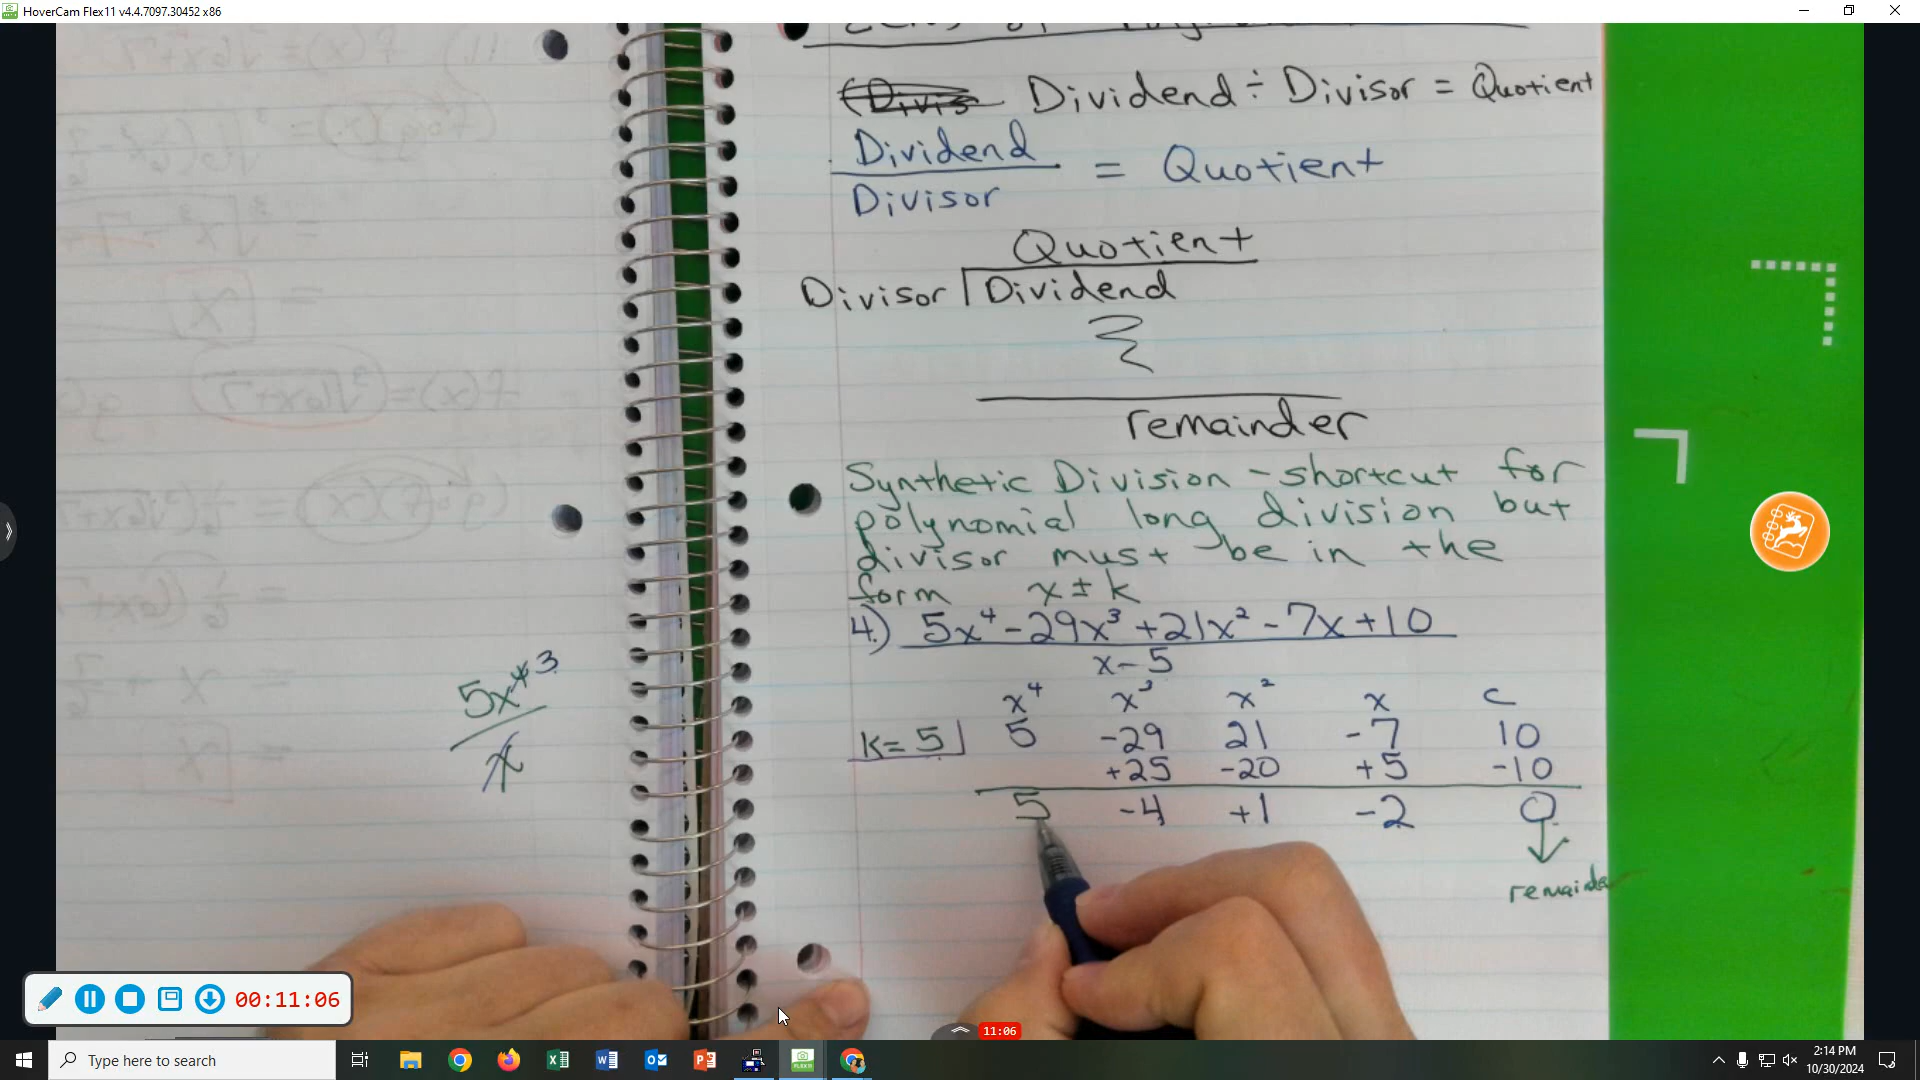 HoverCam Flex11 v4.4.7097.30452 x86
Dividend ÷ Divisor = Quotient
Dividend
Divisor
= Quotient
Quotient
Divisor Dividend
remainder
Synthetic Division - shortcut for
polynomial long division but
divisor must be in the
form x ± k
4.) 5x⁴ - 29x³ + 21x² - 7x + 10
x - 5
x⁴ x³ x² x c
k = 5 5 -29 21 -7 10
+25 -20 +5 -10
5 -4 +1 -2 0
5x⁴ 3
x
00:11:06
11:06
Type here to search
2:14 PM
10/30/2024